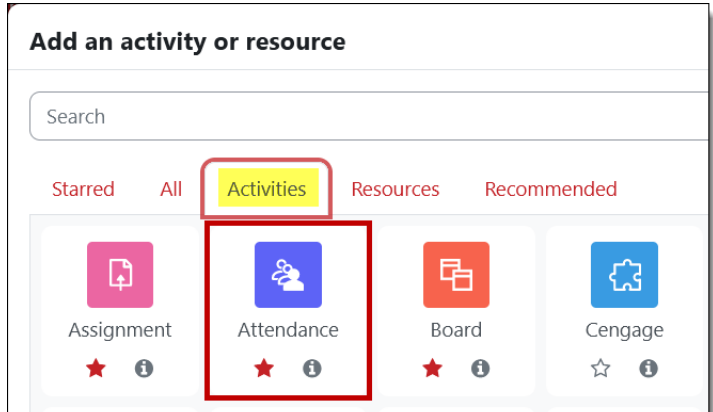 Add an activity or resource
Search
Starred All Activities Resources Recommended
Assignment Attendance Board Cengage